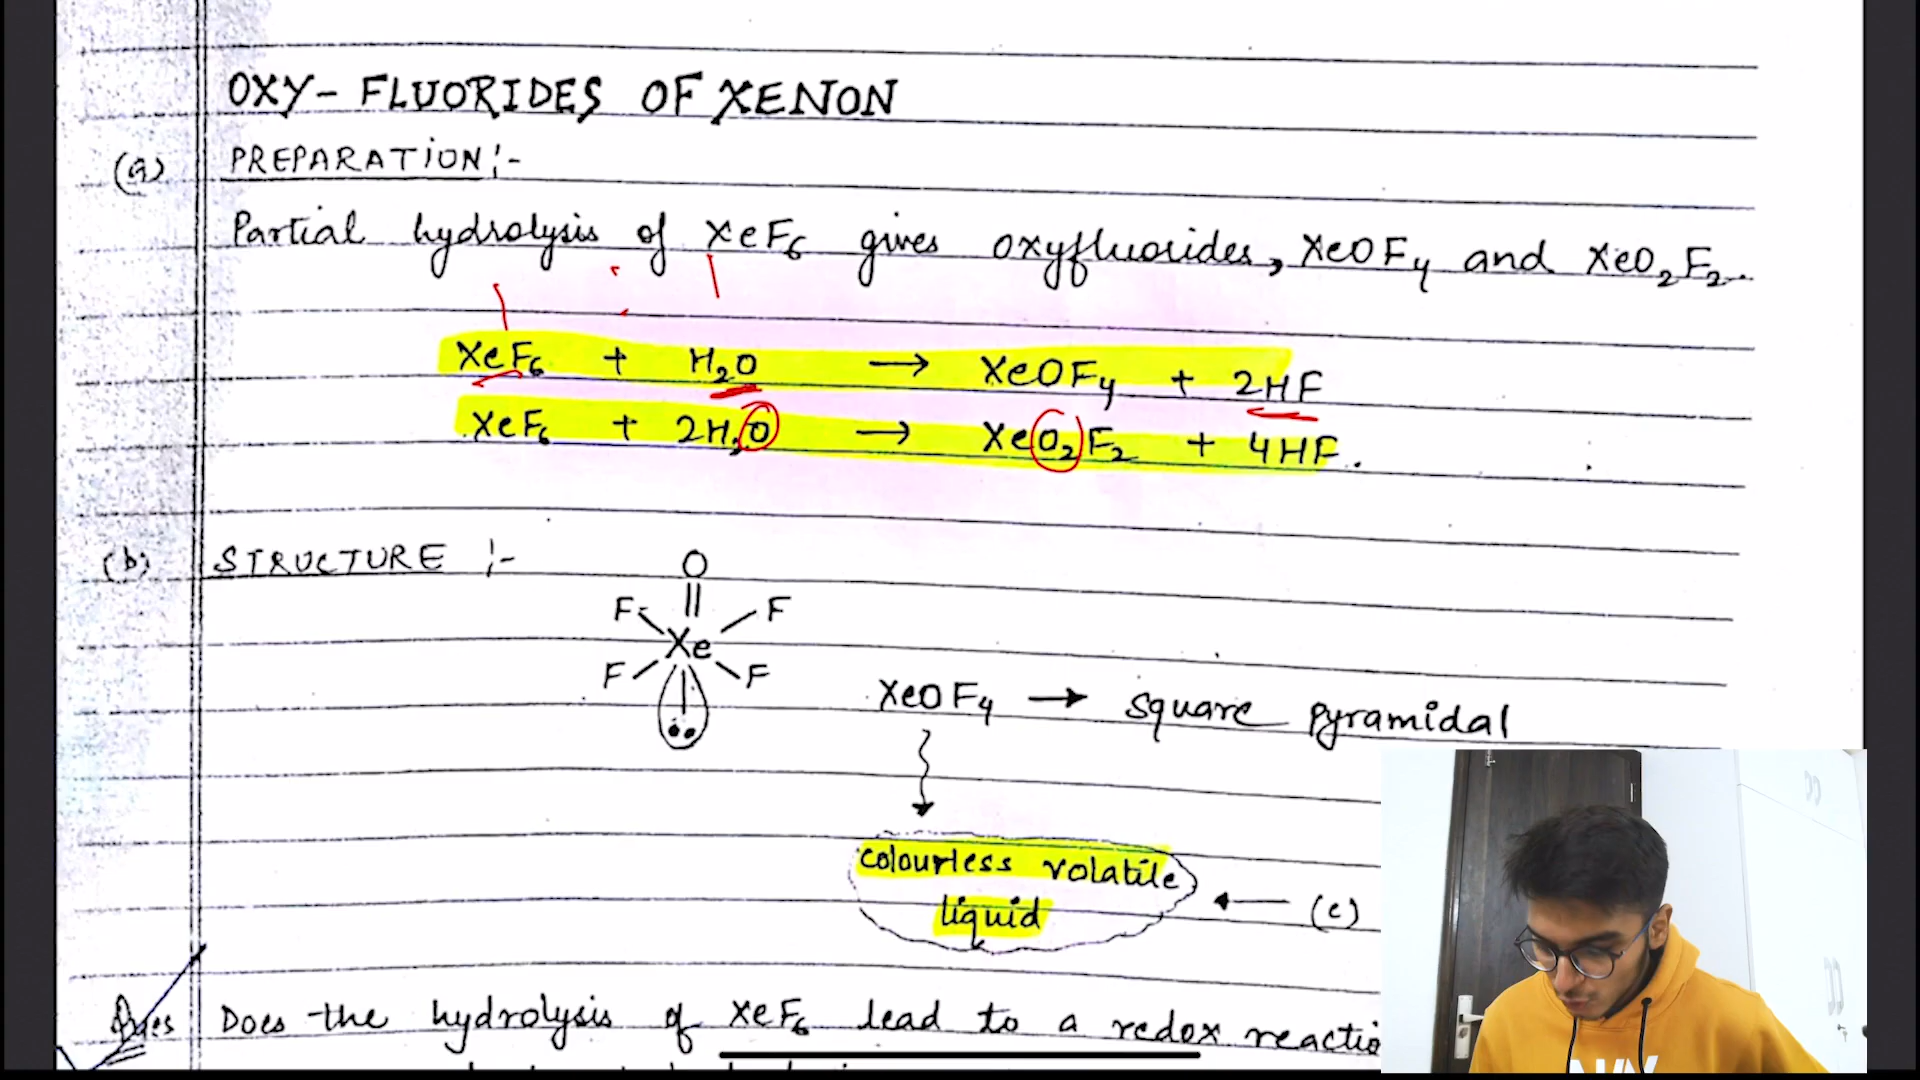 OXY-FLUORIDES OF XENON
(a) PREPARATION:-
Partial hydrolysis of XeF₆ gives oxyfluorides, XeOF₄ and XeO₂F₂.
XeF₆ + H₂O → XeOF₄ + 2HF
XeF₆ + 2H₂O → XeO₂F₂ + 4HF.
(b) STRUCTURE :-
O
F F
Xe
F F
XeOF₄ → square pyramidal
colourless volatile
liquid ← (c)
Ques Does the hydrolysis of XeF₆ lead to a redox reactio